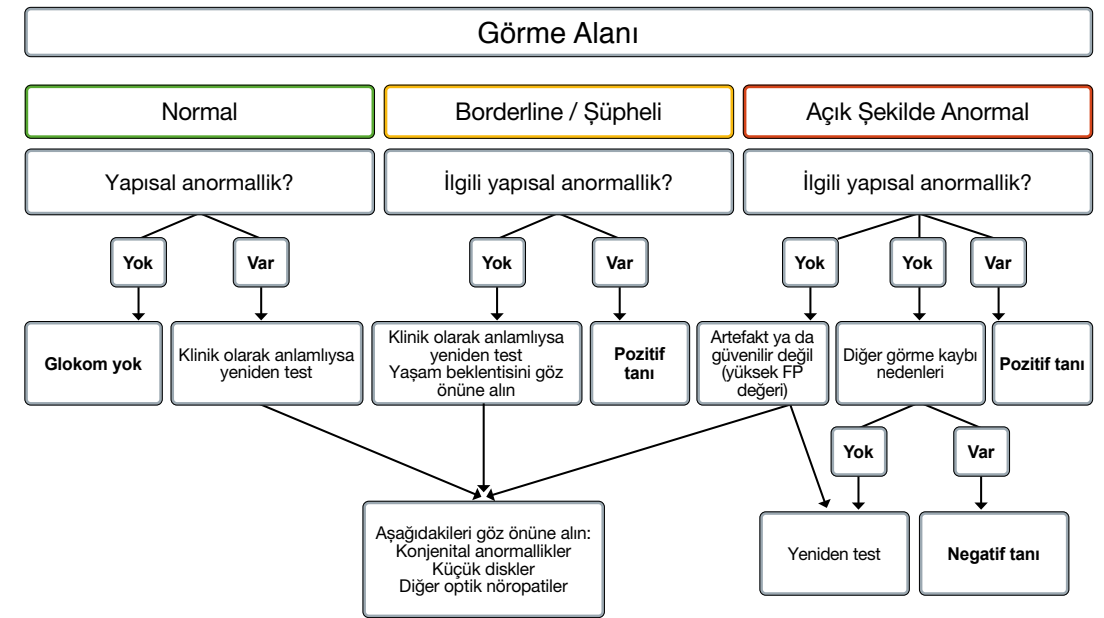 Görme Alanı
Normal
Borderline / Şüpheli
Açık Şekilde Anormal
Yapısal anormallik?
İlgili yapısal anormallik?
İlgili yapısal anormallik?
Yok
Var
Yok
Var
Yok
Yok
Var
Glokom yok
Klinik olarak anlamlıysa
yeniden test
Klinik olarak anlamlıysa
yeniden test
Yaşam beklentisini göz
önüne alın
Pozitif
tanı
Artefakt ya da
güvenilir değil
(yüksek FP
değeri)
Diğer görme kaybı
nedenleri
Pozitif tanı
Yok
Var
Aşağıdakileri göz önüne alın:
Konjenital anormallikler
Küçük diskler
Diğer optik nöropatiler
Yeniden test
Negatif tanı